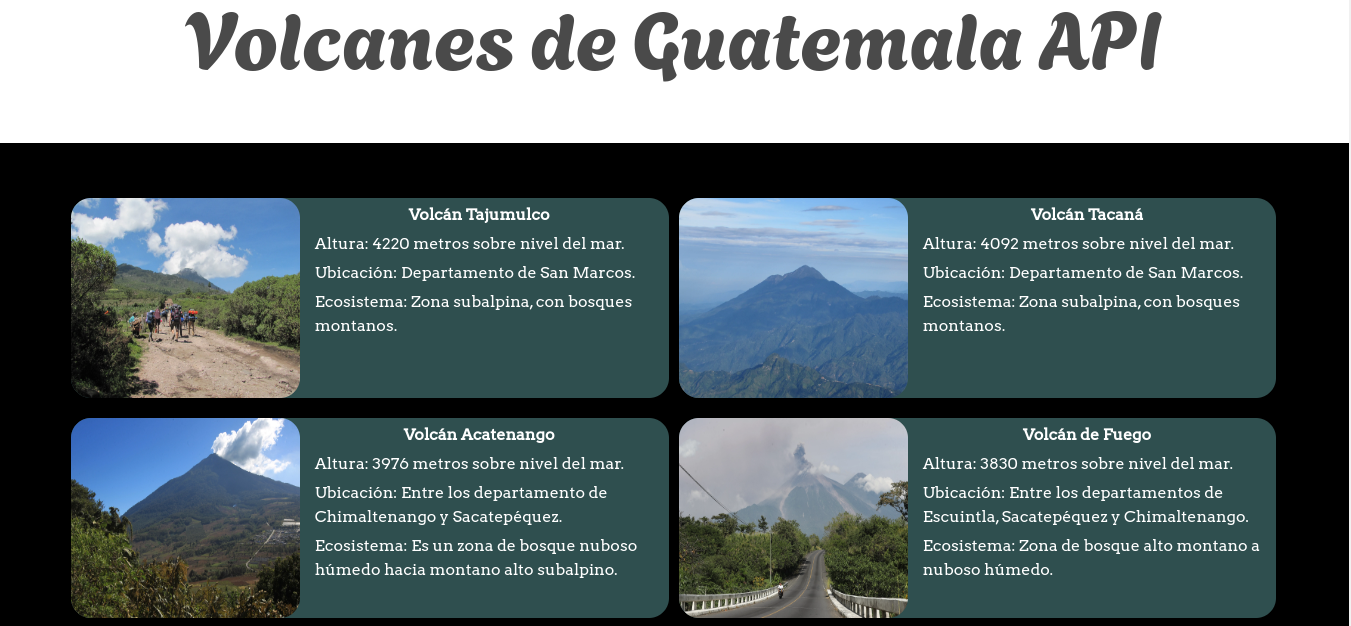 Volcanes de Guatemala API
Volcán Tajumulco
Altura: 4220 metros sobre nivel del mar.
Ubicación: Departamento de San Marcos.
Ecosistema: Zona subalpina, con bosques
montanos.
Volcán Tacaná
Altura: 4092 metros sobre nivel del mar.
Ubicación: Departamento de San Marcos.
Ecosistema: Zona subalpina, con bosques
montanos.
Volcán Acatenango
Altura: 3976 metros sobre nivel del mar.
Ubicación: Entre los departamento de
Chimaltenango y Sacatepéquez.
Ecosistema: Es un zona de bosque nuboso
húmedo hacia montano alto subalpino.
Volcán de Fuego
Altura: 3830 metros sobre nivel del mar.
Ubicación: Entre los departamentos de
Escuintla, Sacatepéquez y Chimaltenango.
Ecosistema: Zona de bosque alto montano a
nuboso húmedo.